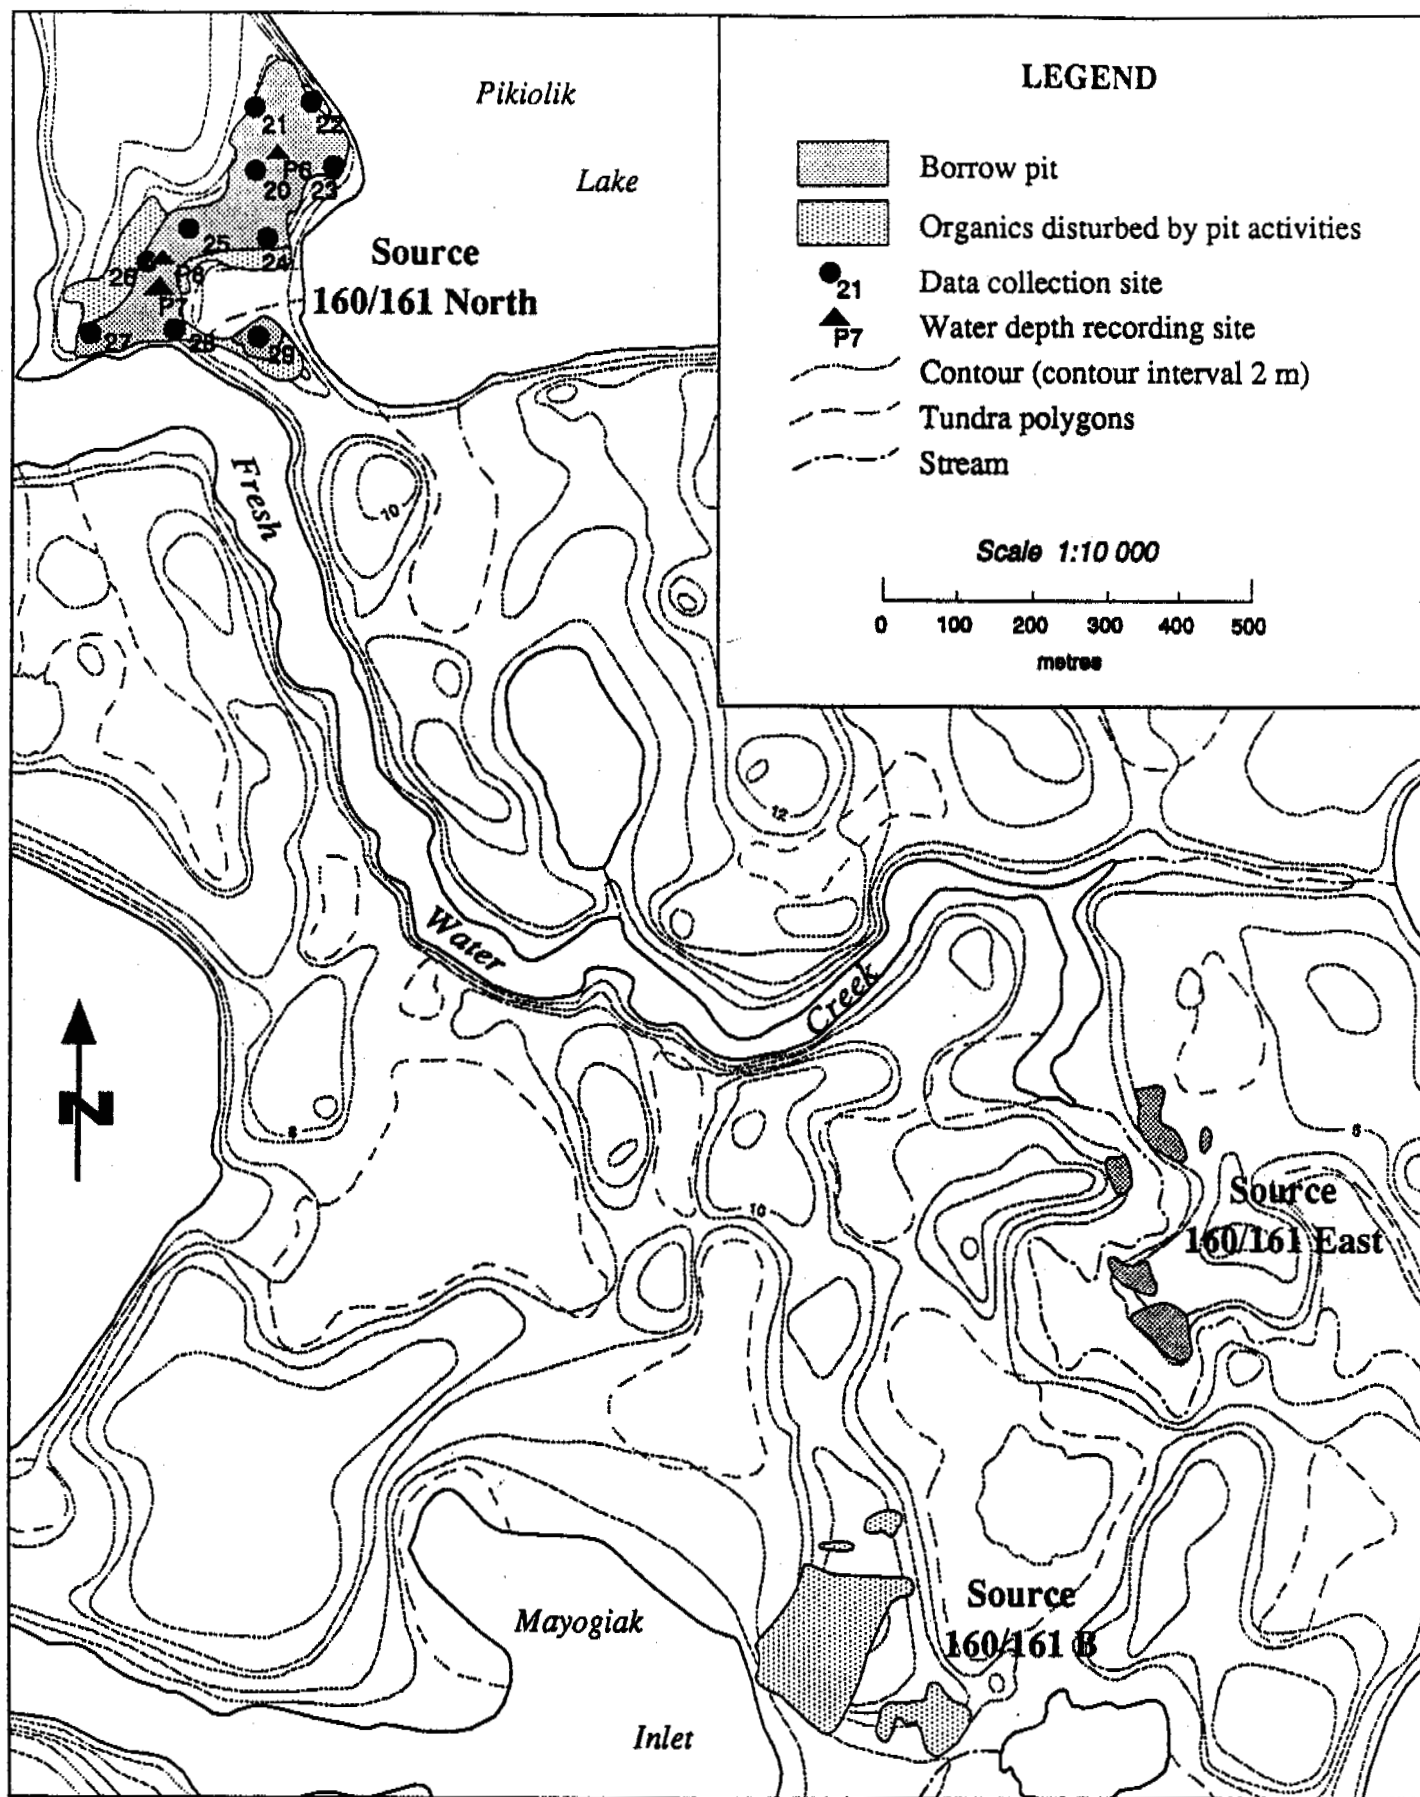 LEGEND
Borrow pit
Organics disturbed by pit activities
21
Data collection site
P7
Water depth recording site
Contour (contour interval 2 m)
Tundra polygons
Stream
Scale 1:10 000
0 100 200 300 400 500
metres
Pikiolik
Lake
21
22
P6
20
23
25
24
26
P8
P7
27
28
29
Source
160/161 North
Fresh
Water
Creek
10
12
8
10
8
N
Source
160/161 East
Source
160/161 B
Mayogiak
Inlet